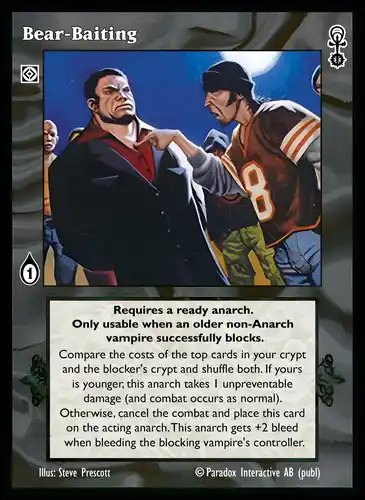 Bear-Baiting
8
1
Requires a ready anarch.
Only usable when an older non-Anarch
vampire successfully blocks.
Compare the costs of the top cards in your crypt
and the blocker's crypt and shuffle both. If yours
is younger, this anarch takes 1 unpreventable
damage (and combat occurs as normal).
Otherwise, cancel the combat and place this card
on the acting anarch. This anarch gets +2 bleed
when bleeding the blocking vampire's controller.
Illus: Steve Prescott © Paradox Interactive AB (publ)